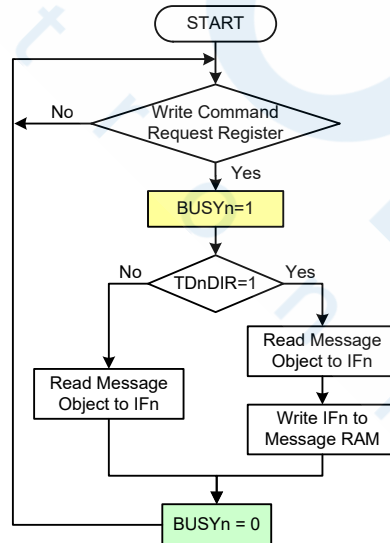 START
No
Write Command
Request Register
Yes
BUSYn=1
No
Yes
TDnDIR=1
Read Message
Object to IFn
Read Message
Object to IFn
Write IFn to
Message RAM
BUSYn = 0